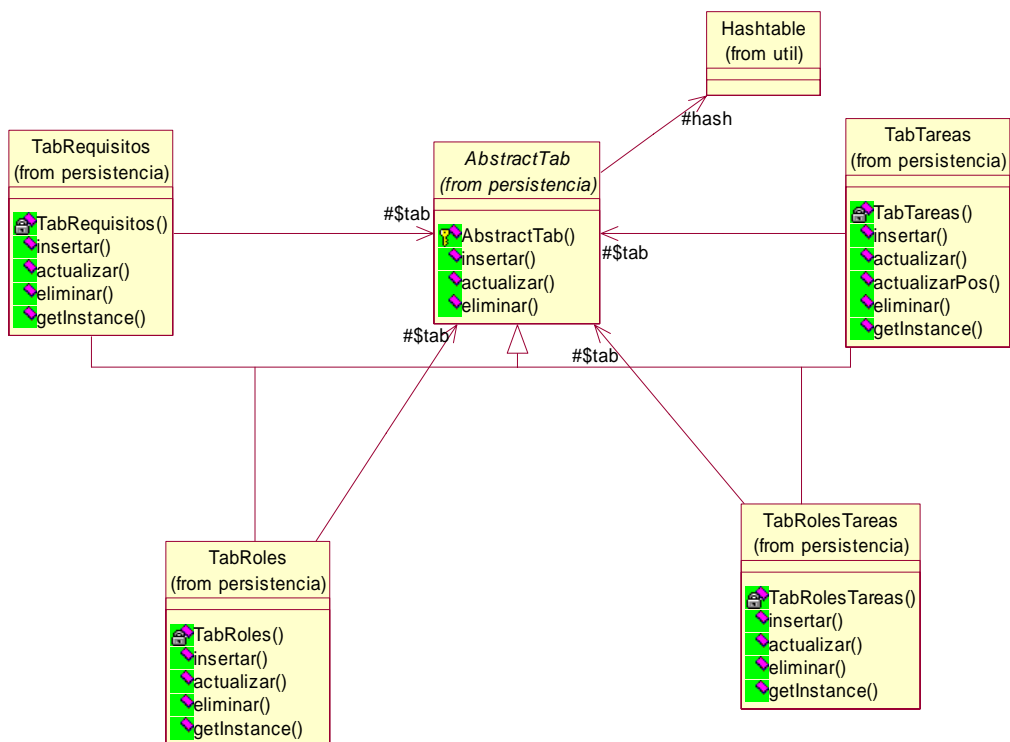 Hashtable
(from util)
#hash
TabRequisitos
(from persistencia)
TabRequisitos()
insertar()
actualizar()
eliminar()
getInstance()
#$tab
AbstractTab
(from persistencia)
AbstractTab()
insertar()
actualizar()
eliminar()
#$tab
TabTareas
(from persistencia)
TabTareas()
insertar()
actualizar()
actualizarPos()
eliminar()
getInstance()
#$tab
#$tab
TabRoles
(from persistencia)
TabRoles()
insertar()
actualizar()
eliminar()
getInstance()
TabRolesTareas
(from persistencia)
TabRolesTareas()
insertar()
actualizar()
eliminar()
getInstance()